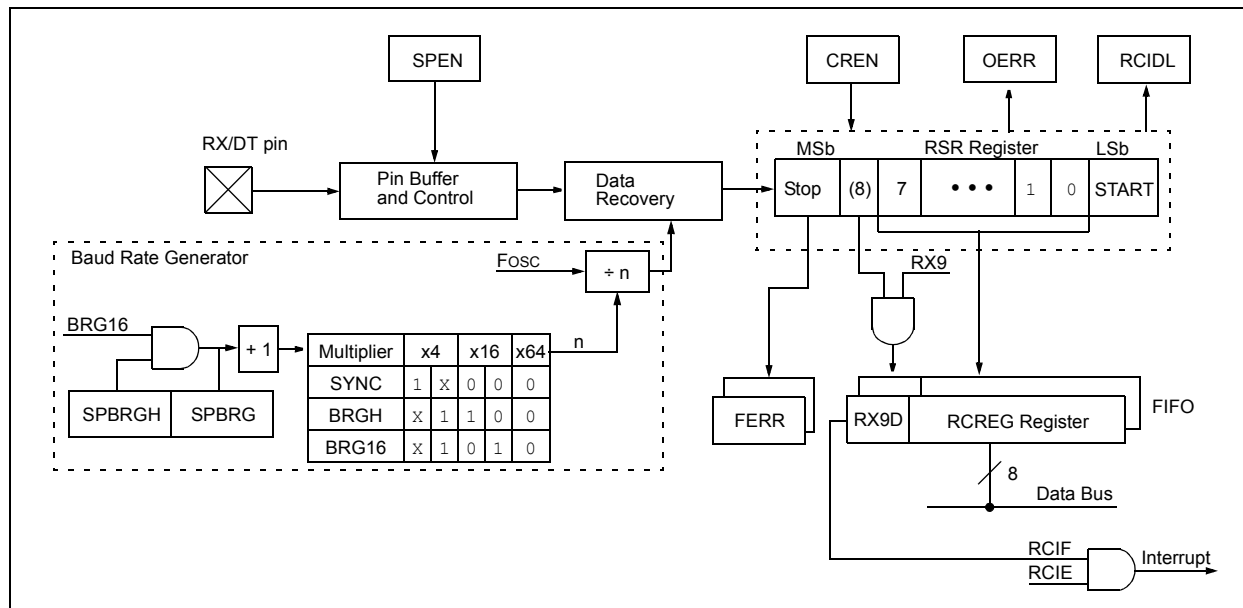 SPEN
CREN
OERR
RCIDL
RX/DT pin
Pin Buffer
and Control
Data
Recovery
MSb
RSR Register
LSb
Stop
(8)
7
• • •
1
0
START
Baud Rate Generator
FOSC
÷ n
RX9
BRG16
+ 1
n
SPBRGH
SPBRG
Multiplier x4 x16 x64
SYNC 1 X 0 0 0
BRGH X 1 1 0 0
BRG16 X 1 0 1 0
FERR
RX9D
RCREG Register
FIFO
8
Data Bus
RCIF
RCIE
Interrupt